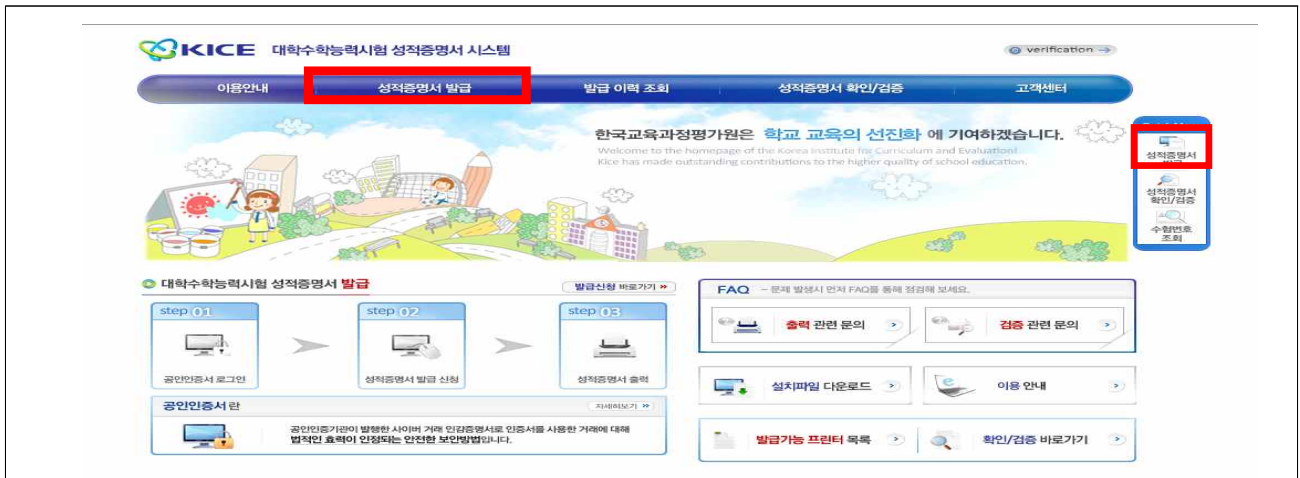 KICE 대학수학능력시험 성적증명서 시스템
verification
이용안내 성적증명서 발급 발급 이력 조회 성적증명서 확인/검증 고객센터
한국교육과정평가원은 학교 교육의 선진화 에 기여하겠습니다.
Welcome to the homepage of the Korea Institute for Curriculum and Evaluation!
Kice has made outstanding contributions to the higher quality of school education.
성적증명서
성적증명서
확인/검증
수험번호
조회
대학수학능력시험 성적증명서 발급
발급신청 바로가기
step 01
step 02
step 03
공인인증서 로그인
성적증명서 발급 신청
성적증명서 출력
공인인증서란
자세히보기
공인인증기관이 발행한 사이버 거래 인감증명서로 인증서를 사용한 거래에 대해
법적인 효력이 인정되는 안전한 보안방법입니다.
FAQ - 문제 발생시 먼저 FAQ를 통해 점검해 보세요.
출력 관련 문의
검증 관련 문의
설치파일 다운로드
이용 안내
발급가능 프린터 목록
확인/검증 바로가기